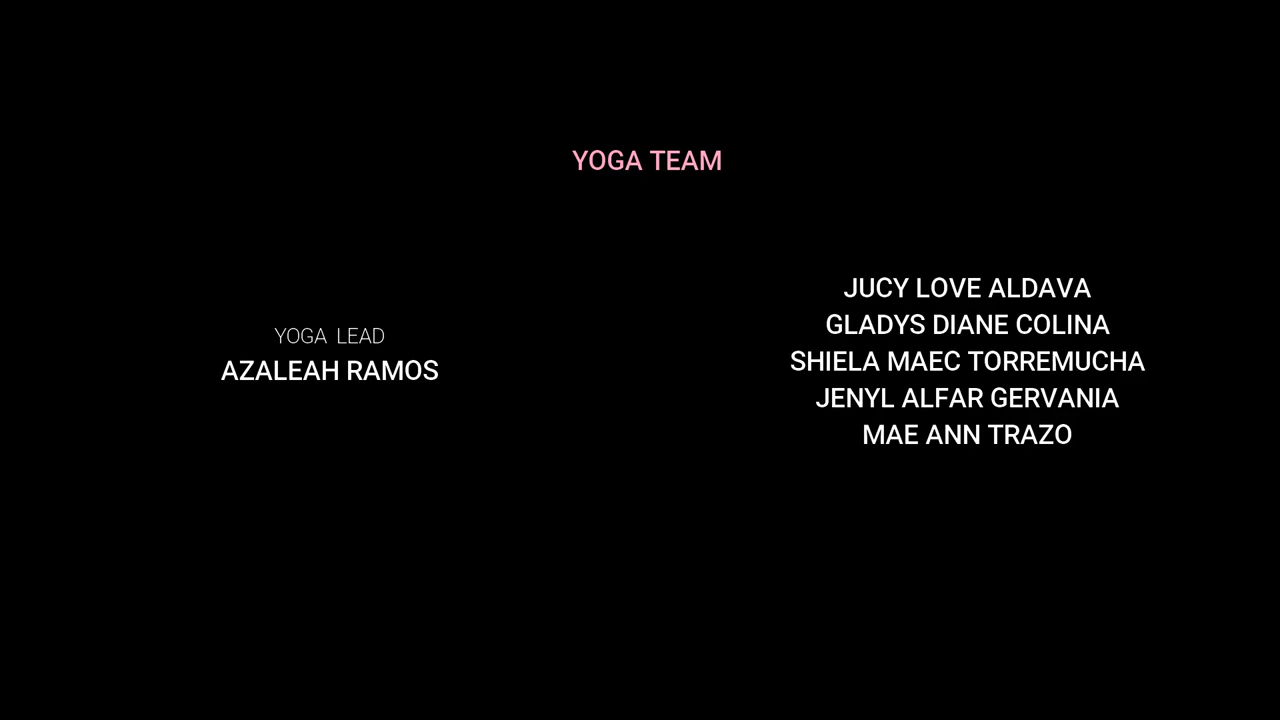 YOGA TEAM
YOGA LEAD
AZALEAH RAMOS
JUCY LOVE ALDAVA
GLADYS DIANE COLINA
SHIELA MAEC TORREMUCHA
JENYL ALFAR GERVANIA
MAE ANN TRAZO